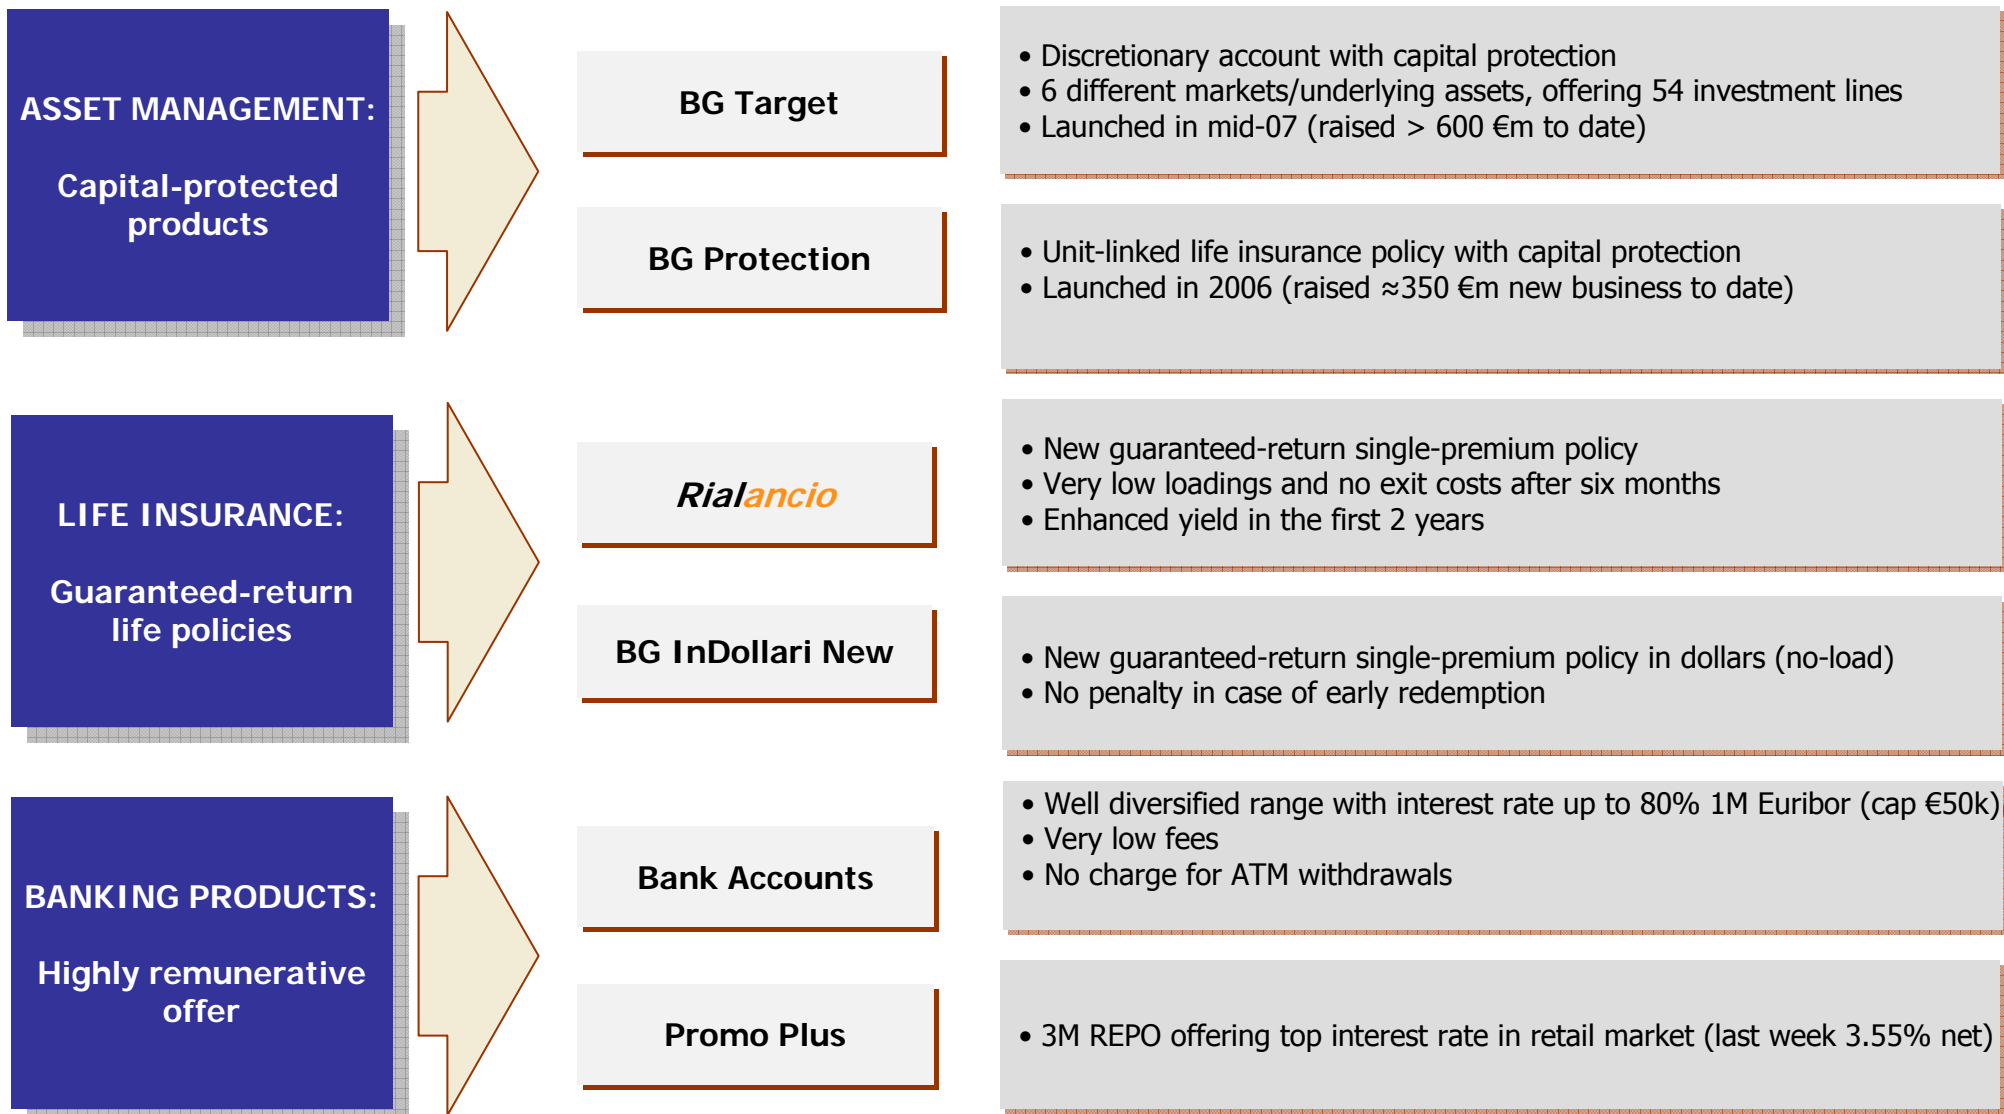 ASSET MANAGEMENT:
Capital-protected
products
BG Target
• Discretionary account with capital protection
• 6 different markets/underlying assets, offering 54 investment lines
• Launched in mid-07 (raised > 600 €m to date)
BG Protection
• Unit-linked life insurance policy with capital protection
• Launched in 2006 (raised ≈350 €m new business to date)
LIFE INSURANCE:
Guaranteed-return
life policies
Rialancio
• New guaranteed-return single-premium policy
• Very low loadings and no exit costs after six months
• Enhanced yield in the first 2 years
BG InDollari New
• New guaranteed-return single-premium policy in dollars (no-load)
• No penalty in case of early redemption
BANKING PRODUCTS:
Highly remunerative
offer
Bank Accounts
• Well diversified range with interest rate up to 80% 1M Euribor (cap €50k)
• Very low fees
• No charge for ATM withdrawals
Promo Plus
• 3M REPO offering top interest rate in retail market (last week 3.55% net)